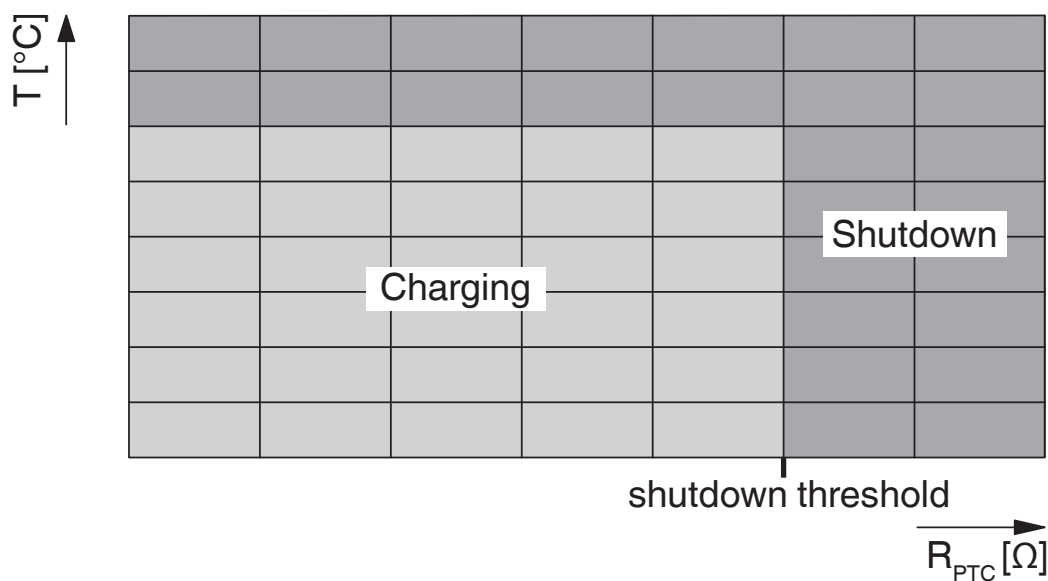 T [°C]
Shutdown
Charging
shutdown threshold
R_PTC [Ω]